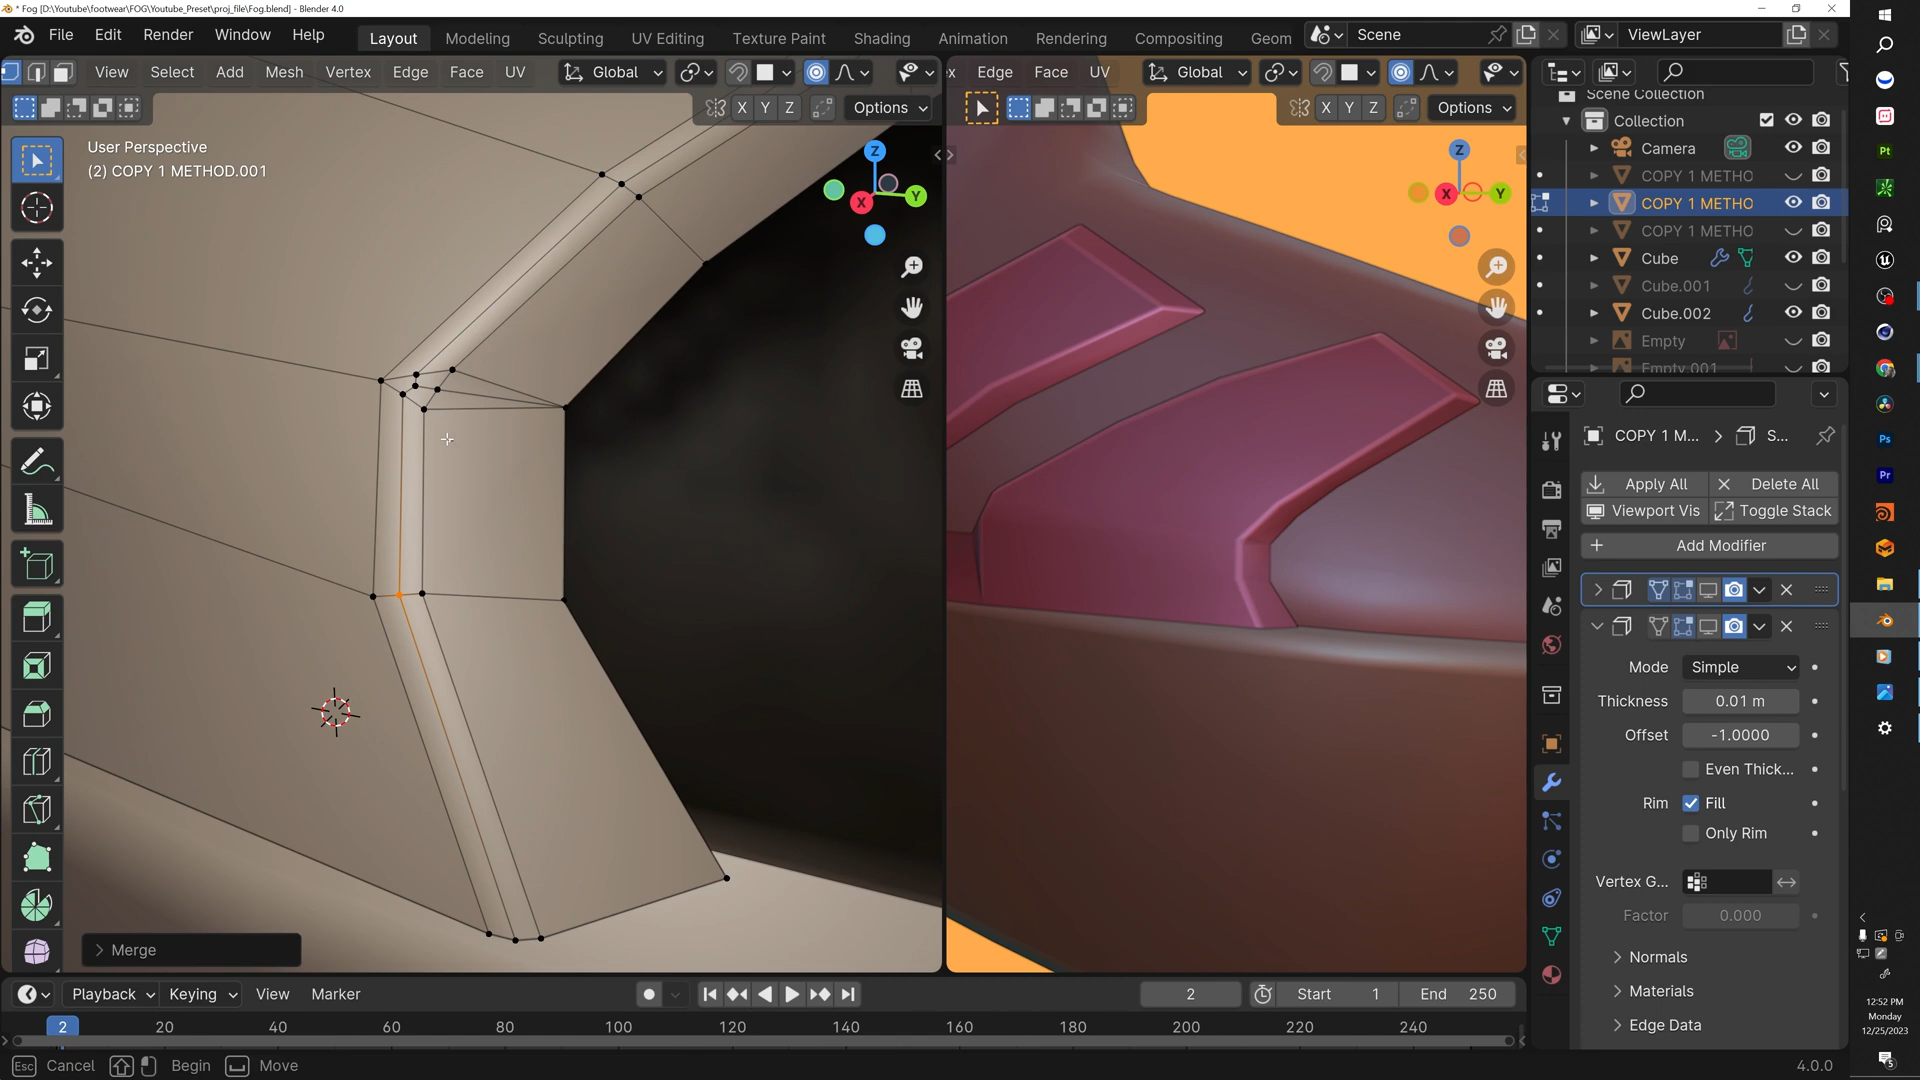 * Fog [D:\Youtube\footwear\FOG\Youtube_Preset\proj_file\Fog.blend] - Blender 4.0
File Edit Render Window Help Layout Modeling Sculpting UV Editing Texture Paint Shading Animation Rendering Compositing Geom Scene ViewLayer
View Select Add Mesh Vertex Edge Face UV Global
Edge Face UV Global
X Y Z Options
X Y Z Options
User Perspective
(2) COPY 1 METHOD.001
Z
Y
X
Z
X
Y
Scene Collection
Collection
Camera
COPY 1 METHO
COPY 1 METHO
COPY 1 METHO
Cube
Cube.001
Cube.002
Empty
Empty.001
COPY 1 M... > S...
Apply All Delete All
Viewport Vis Toggle Stack
Add Modifier
Mode Simple
Thickness 0.01 m
Offset -1.0000
Even Thick...
Rim Fill
Only Rim
Vertex G...
Factor 0.000
Normals
Materials
Edge Data
Merge
Playback Keying View Marker 2 Start 1 End 250
2 20 40 60 80 100 120 140 160 180 200 220 240
Esc Cancel Begin Move 4.0.0
Pt
Ps
Pr
12:52 PM
Monday
12/25/2023
5